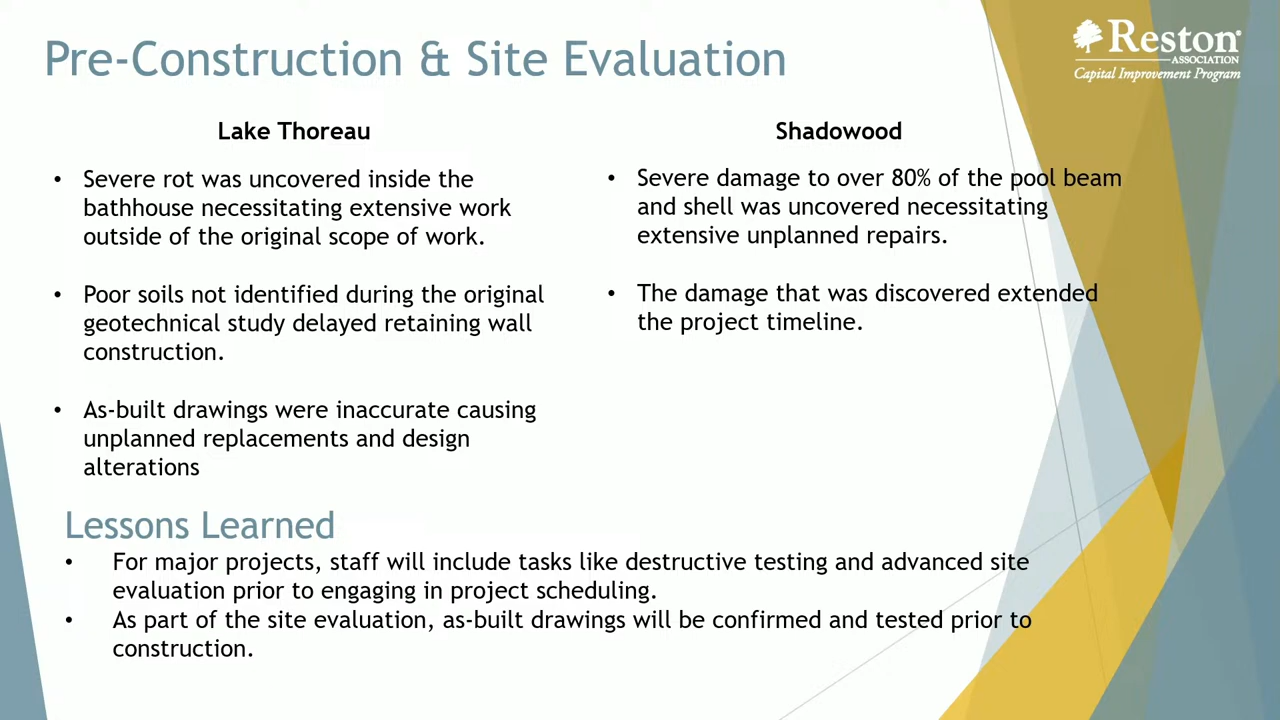 Pre-Construction & Site Evaluation
Reston®
ASSOCIATION
Capital Improvement Program
Lake Thoreau
• Severe rot was uncovered inside the
bathhouse necessitating extensive work
outside of the original scope of work.
• Poor soils not identified during the original
geotechnical study delayed retaining wall
construction.
• As-built drawings were inaccurate causing
unplanned replacements and design
alterations
Shadowood
• Severe damage to over 80% of the pool beam
and shell was uncovered necessitating
extensive unplanned repairs.
• The damage that was discovered extended
the project timeline.
Lessons Learned
• For major projects, staff will include tasks like destructive testing and advanced site
evaluation prior to engaging in project scheduling.
• As part of the site evaluation, as-built drawings will be confirmed and tested prior to
construction.